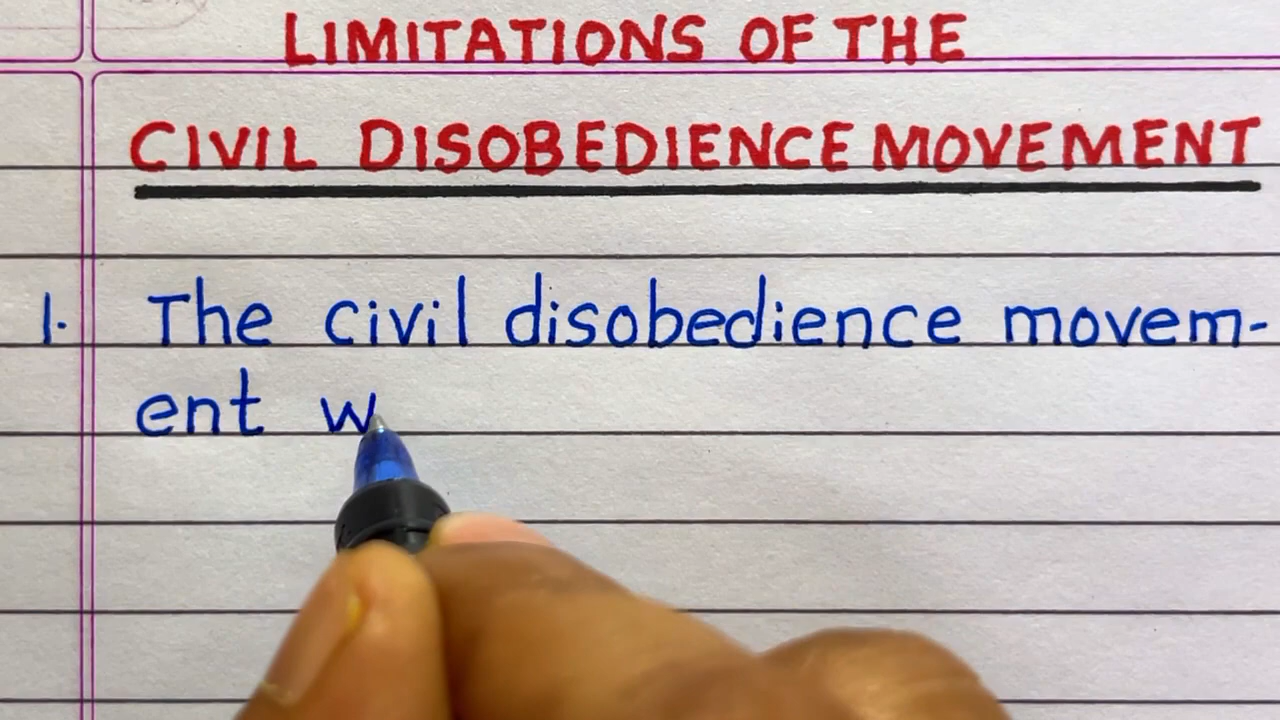 LIMITATIONS OF THE
CIVIL DISOBEDIENCE MOVEMENT
1. The civil disobedience movem-
ent w